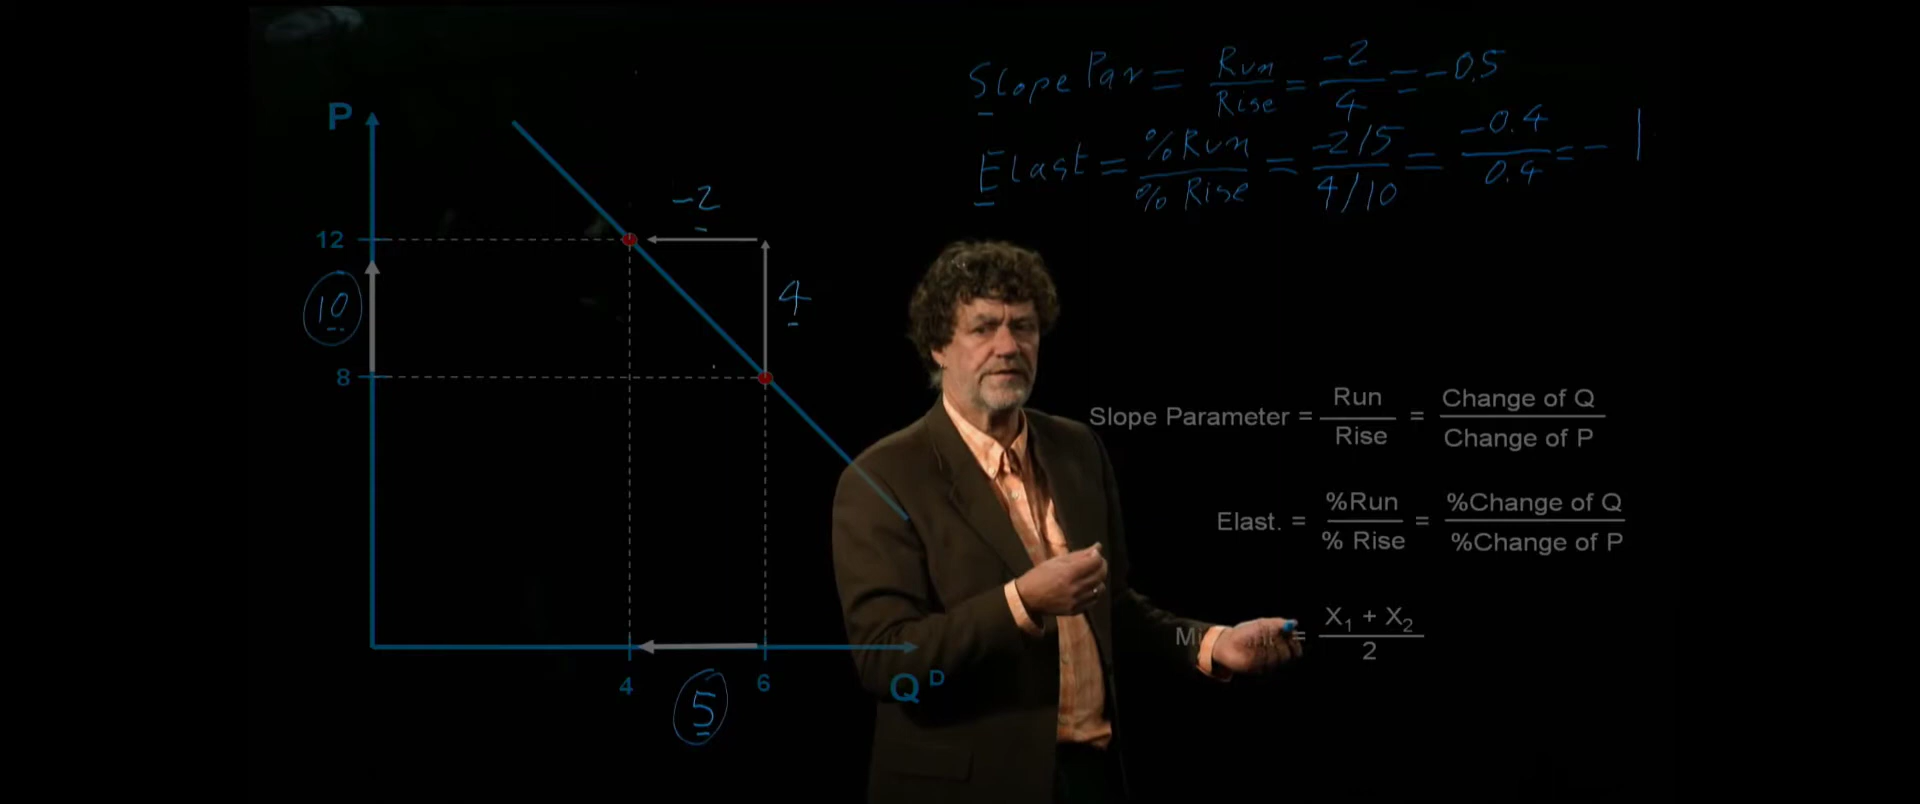 Slope Par = Run/Rise = -2/4 = -0.5
Elast = %Run/% Rise = -2/5/4/10 = -0.4/0.4 = -1
P
-2
12
4
10
8
Slope Parameter = Run/Rise = Change of Q/Change of P
Elast. = %Run/% Rise = %Change of Q/%Change of P
= X1 + X2/2
4
6
Q D
5